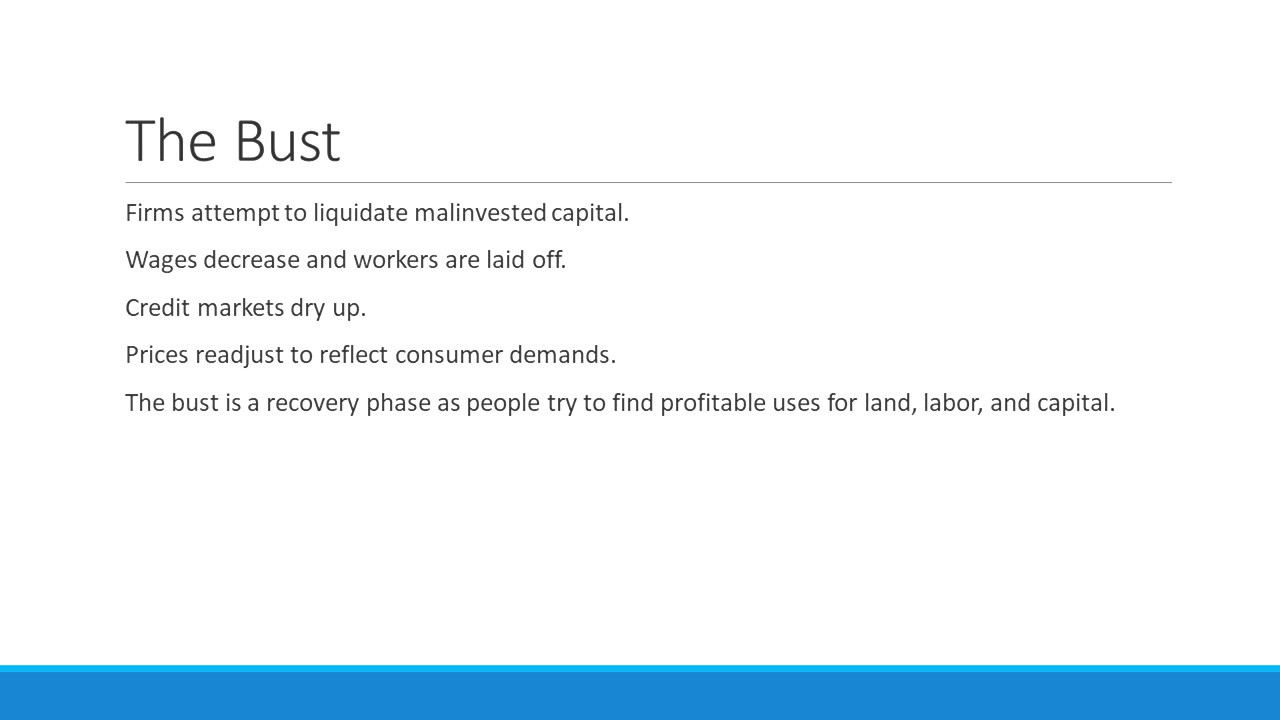 The Bust
Firms attempt to liquidate malinvested capital.
Wages decrease and workers are laid off.
Credit markets dry up.
Prices readjust to reflect consumer demands.
The bust is a recovery phase as people try to find profitable uses for land, labor, and capital.